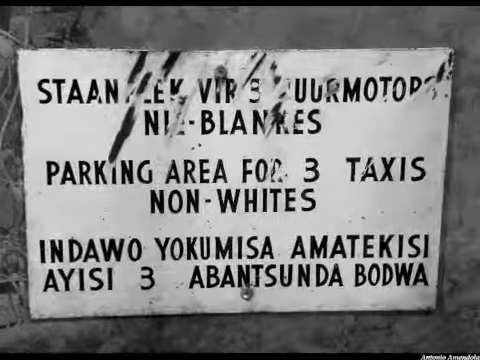 STAANPLEK VIR 3 HUURMOTORS
NIE-BLANKES
PARKING AREA FOR 3 TAXIS
NON-WHITES
INDAWO YOKUMISA AMATEKISI
AYISI 3 ABANTSUNDA BODWA
Antonio Amendola